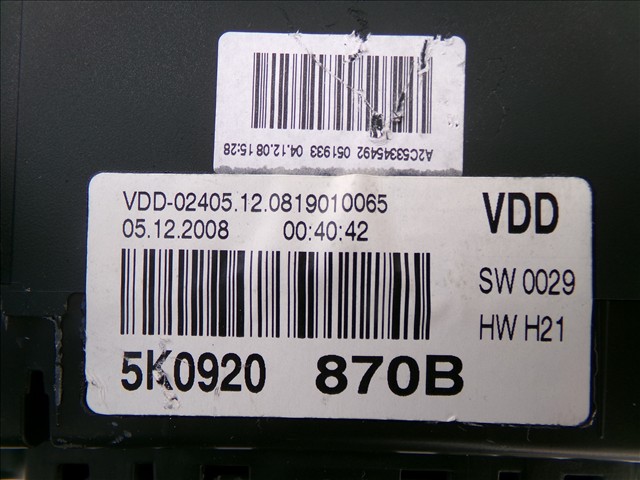 A2C53345492 051933 04.12.08 15:28
VDD-02405.12.0819010065
VDD
05.12.2008 00:40:42
SW 0029
HW H21
5K0920 870B